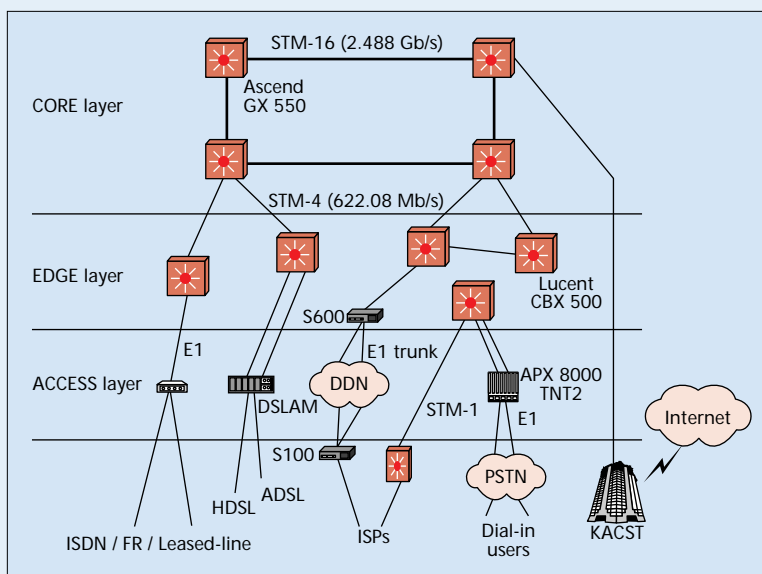 STM-16 (2.488 Gb/s)
Ascend
GX 550
CORE layer
STM-4 (622.08 Mb/s)
EDGE layer
Lucent
CBX 500
S600
E1
E1 trunk
ACCESS layer
DDN
APX 8000
TNT2
DSLAM
STM-1
E1
Internet
S100
PSTN
HDSL
ADSL
ISPs
Dial-in
users
KACST
ISDN / FR / Leased-line